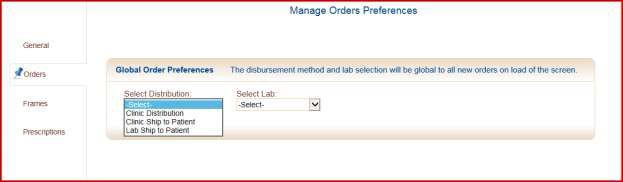 Manage Orders Preferences
General
Orders
Frames
Prescriptions
Global Order Preferences The disbursement method and lab selection will be global to all new orders on load of the screen.
Select Distribution: Select Lab:
-Select- -Select-
Clinic Distribution
Clinic Ship to Patient
Lab Ship to Patient